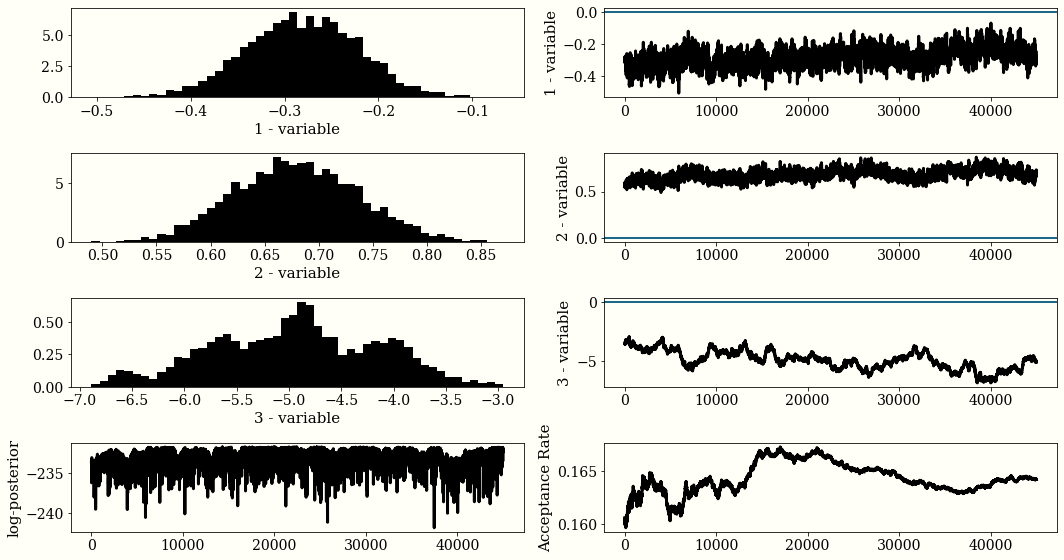 5.0
2.5
0.0
−0.5 −0.4 −0.3 −0.2 −0.1
1 - variable
0.0
−0.2
−0.4
1 - variable
0 10000 20000 30000 40000
5
0
0.50 0.55 0.60 0.65 0.70 0.75 0.80 0.85
2 - variable
0.5
0.0
2 - variable
0 10000 20000 30000 40000
0.50
0.25
0.00
−7.0 −6.5 −6.0 −5.5 −5.0 −4.5 −4.0 −3.5 −3.0
3 - variable
0
−5
3 - variable
0 10000 20000 30000 40000
−235
−240
log-posterior
0 10000 20000 30000 40000
0.165
0.160
Acceptance Rate
0 10000 20000 30000 40000